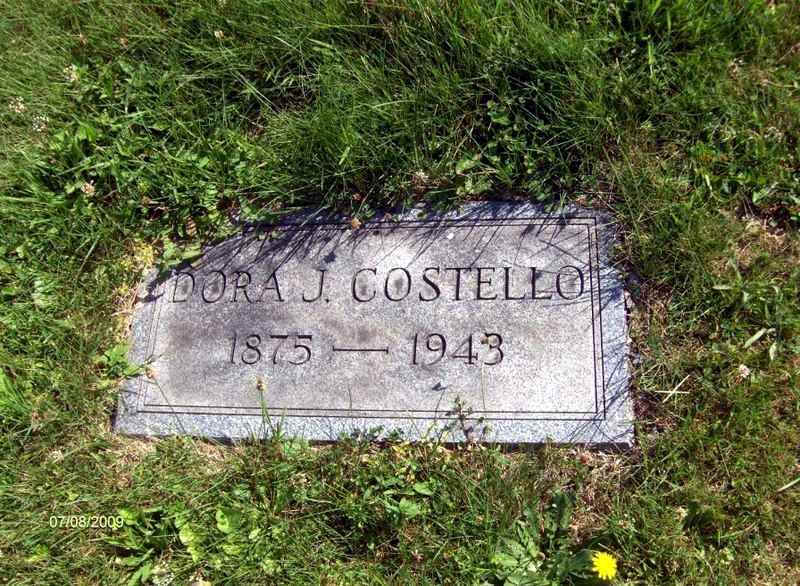 DORA J. COSTELLO
1875 — 1943
07/08/2009